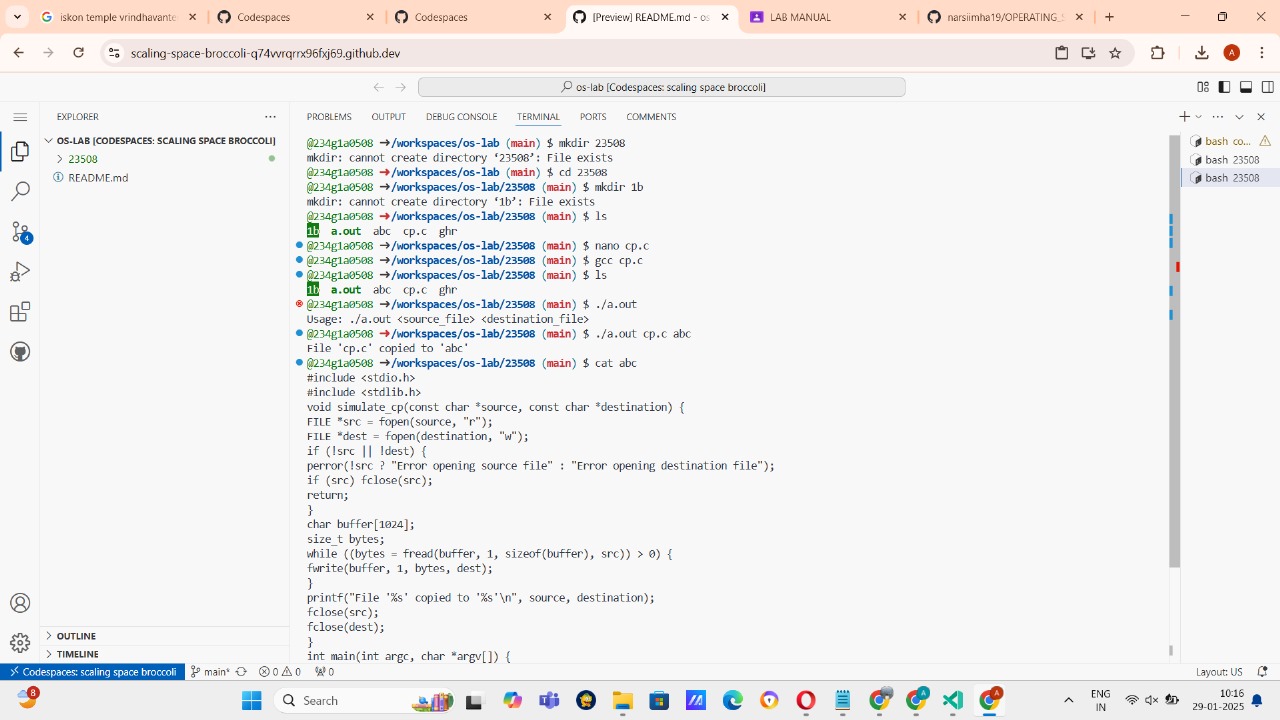 iskon temple vrindhavante
Codespaces
Codespaces
[Preview] README.md - os
LAB MANUAL
narsiimha19/OPERATING_S
scaling-space-broccoli-q74vvrqrrx96fxj69.github.dev
A
os-lab [Codespaces: scaling space broccoli]
EXPLORER
PROBLEMS OUTPUT DEBUG CONSOLE TERMINAL PORTS COMMENTS
OS-LAB [CODESPACES: SCALING SPACE BROCCOLI]
23508
README.md
4
@234g1a0508 ➜/workspaces/os-lab (main) $ mkdir 23508
mkdir: cannot create directory ‘23508’: File exists
@234g1a0508 ➜/workspaces/os-lab (main) $ cd 23508
@234g1a0508 ➜/workspaces/os-lab/23508 (main) $ mkdir 1b
mkdir: cannot create directory ‘1b’: File exists
@234g1a0508 ➜/workspaces/os-lab/23508 (main) $ ls
1b a.out abc cp.c ghr
@234g1a0508 ➜/workspaces/os-lab/23508 (main) $ nano cp.c
@234g1a0508 ➜/workspaces/os-lab/23508 (main) $ gcc cp.c
@234g1a0508 ➜/workspaces/os-lab/23508 (main) $ ls
1b a.out abc cp.c ghr
@234g1a0508 ➜/workspaces/os-lab/23508 (main) $ ./a.out
Usage: ./a.out <source_file> <destination_file>
@234g1a0508 ➜/workspaces/os-lab/23508 (main) $ ./a.out cp.c abc
File 'cp.c' copied to 'abc'
@234g1a0508 ➜/workspaces/os-lab/23508 (main) $ cat abc
#include <stdio.h>
#include <stdlib.h>
void simulate_cp(const char *source, const char *destination) {
FILE *src = fopen(source, "r");
FILE *dest = fopen(destination, "w");
if (!src || !dest) {
perror(!src ? "Error opening source file" : "Error opening destination file");
if (src) fclose(src);
return;
}
char buffer[1024];
size_t bytes;
while ((bytes = fread(buffer, 1, sizeof(buffer), src)) > 0) {
fwrite(buffer, 1, bytes, dest);
}
printf("File '%s' copied to '%s'\n", source, destination);
fclose(src);
fclose(dest);
}
int main(int argc, char *argv[]) {
bash co...
bash 23508
bash 23508
OUTLINE
TIMELINE
Codespaces: scaling space broccoli main* 0 0 0 Layout: US
8
Search
A
A
ENG
IN
10:16
29-01-2025